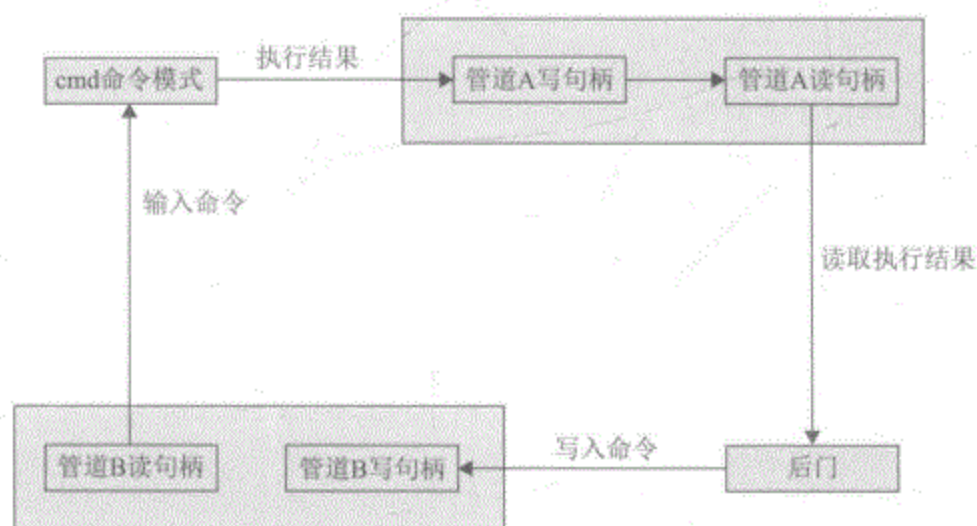 执行结果
cmd命令模式
管道A写句柄
管道A读句柄
输入命令
读取执行结果
写入命令
管道B读句柄
管道B写句柄
后门